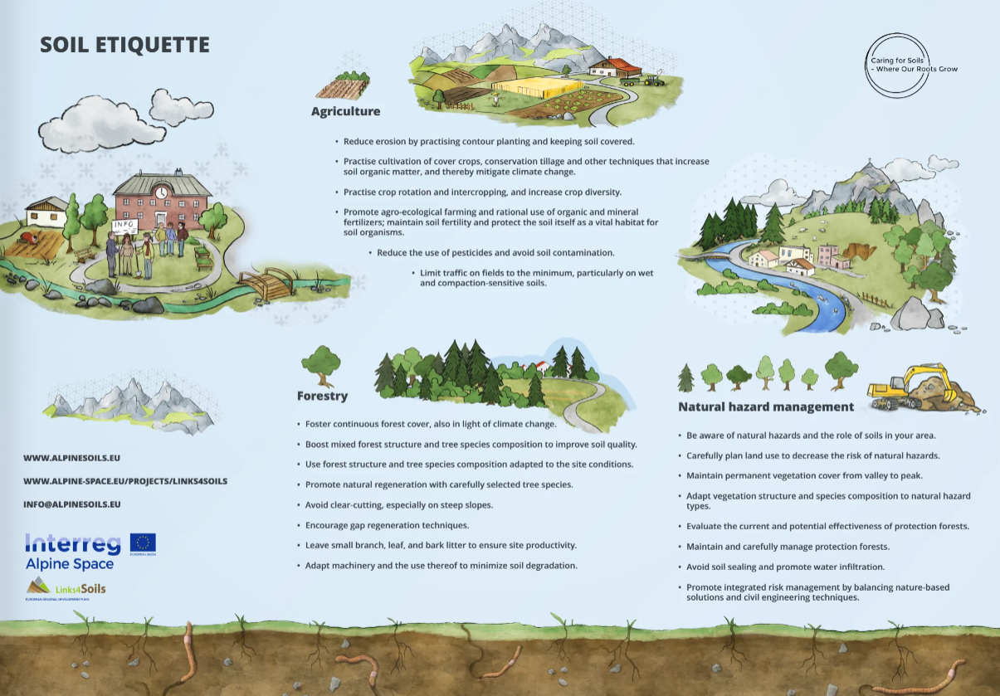 SOIL ETIQUETTE
Caring for Soils
- Where Our Roots Grow
INFO
Agriculture
• Reduce erosion by practising contour planting and keeping soil covered.
• Practise cultivation of cover crops, conservation tillage and other techniques that increase
soil organic matter, and thereby mitigate climate change.
• Practise crop rotation and intercropping, and increase crop diversity.
• Promote agro-ecological farming and rational use of organic and mineral
fertilizers; maintain soil fertility and protect the soil itself as a vital habitat for
soil organisms.
• Reduce the use of pesticides and avoid soil contamination.
• Limit traffic on fields to the minimum, particularly on wet
and compaction-sensitive soils.
Forestry
• Foster continuous forest cover, also in light of climate change.
• Boost mixed forest structure and tree species composition to improve soil quality.
• Use forest structure and tree species composition adapted to the site conditions.
• Promote natural regeneration with carefully selected tree species.
• Avoid clear-cutting, especially on steep slopes.
• Encourage gap regeneration techniques.
• Leave small branch, leaf, and bark litter to ensure site productivity.
• Adapt machinery and the use thereof to minimize soil degradation.
Natural hazard management
• Be aware of natural hazards and the role of soils in your area.
• Carefully plan land use to decrease the risk of natural hazards.
• Maintain permanent vegetation cover from valley to peak.
• Adapt vegetation structure and species composition to natural hazard
types.
• Evaluate the current and potential effectiveness of protection forests.
• Maintain and carefully manage protection forests.
• Avoid soil sealing and promote water infiltration.
• Promote integrated risk management by balancing nature-based
solutions and civil engineering techniques.
WWW.ALPINESOILS.EU
WWW.ALPINE-SPACE.EU/PROJECTS/LINKS4SOILS
INFO@ALPINESOILS.EU
Interreg
EUROPEAN UNION
Alpine Space
Links4Soils
EUROPEAN REGIONAL DEVELOPMENT FUND